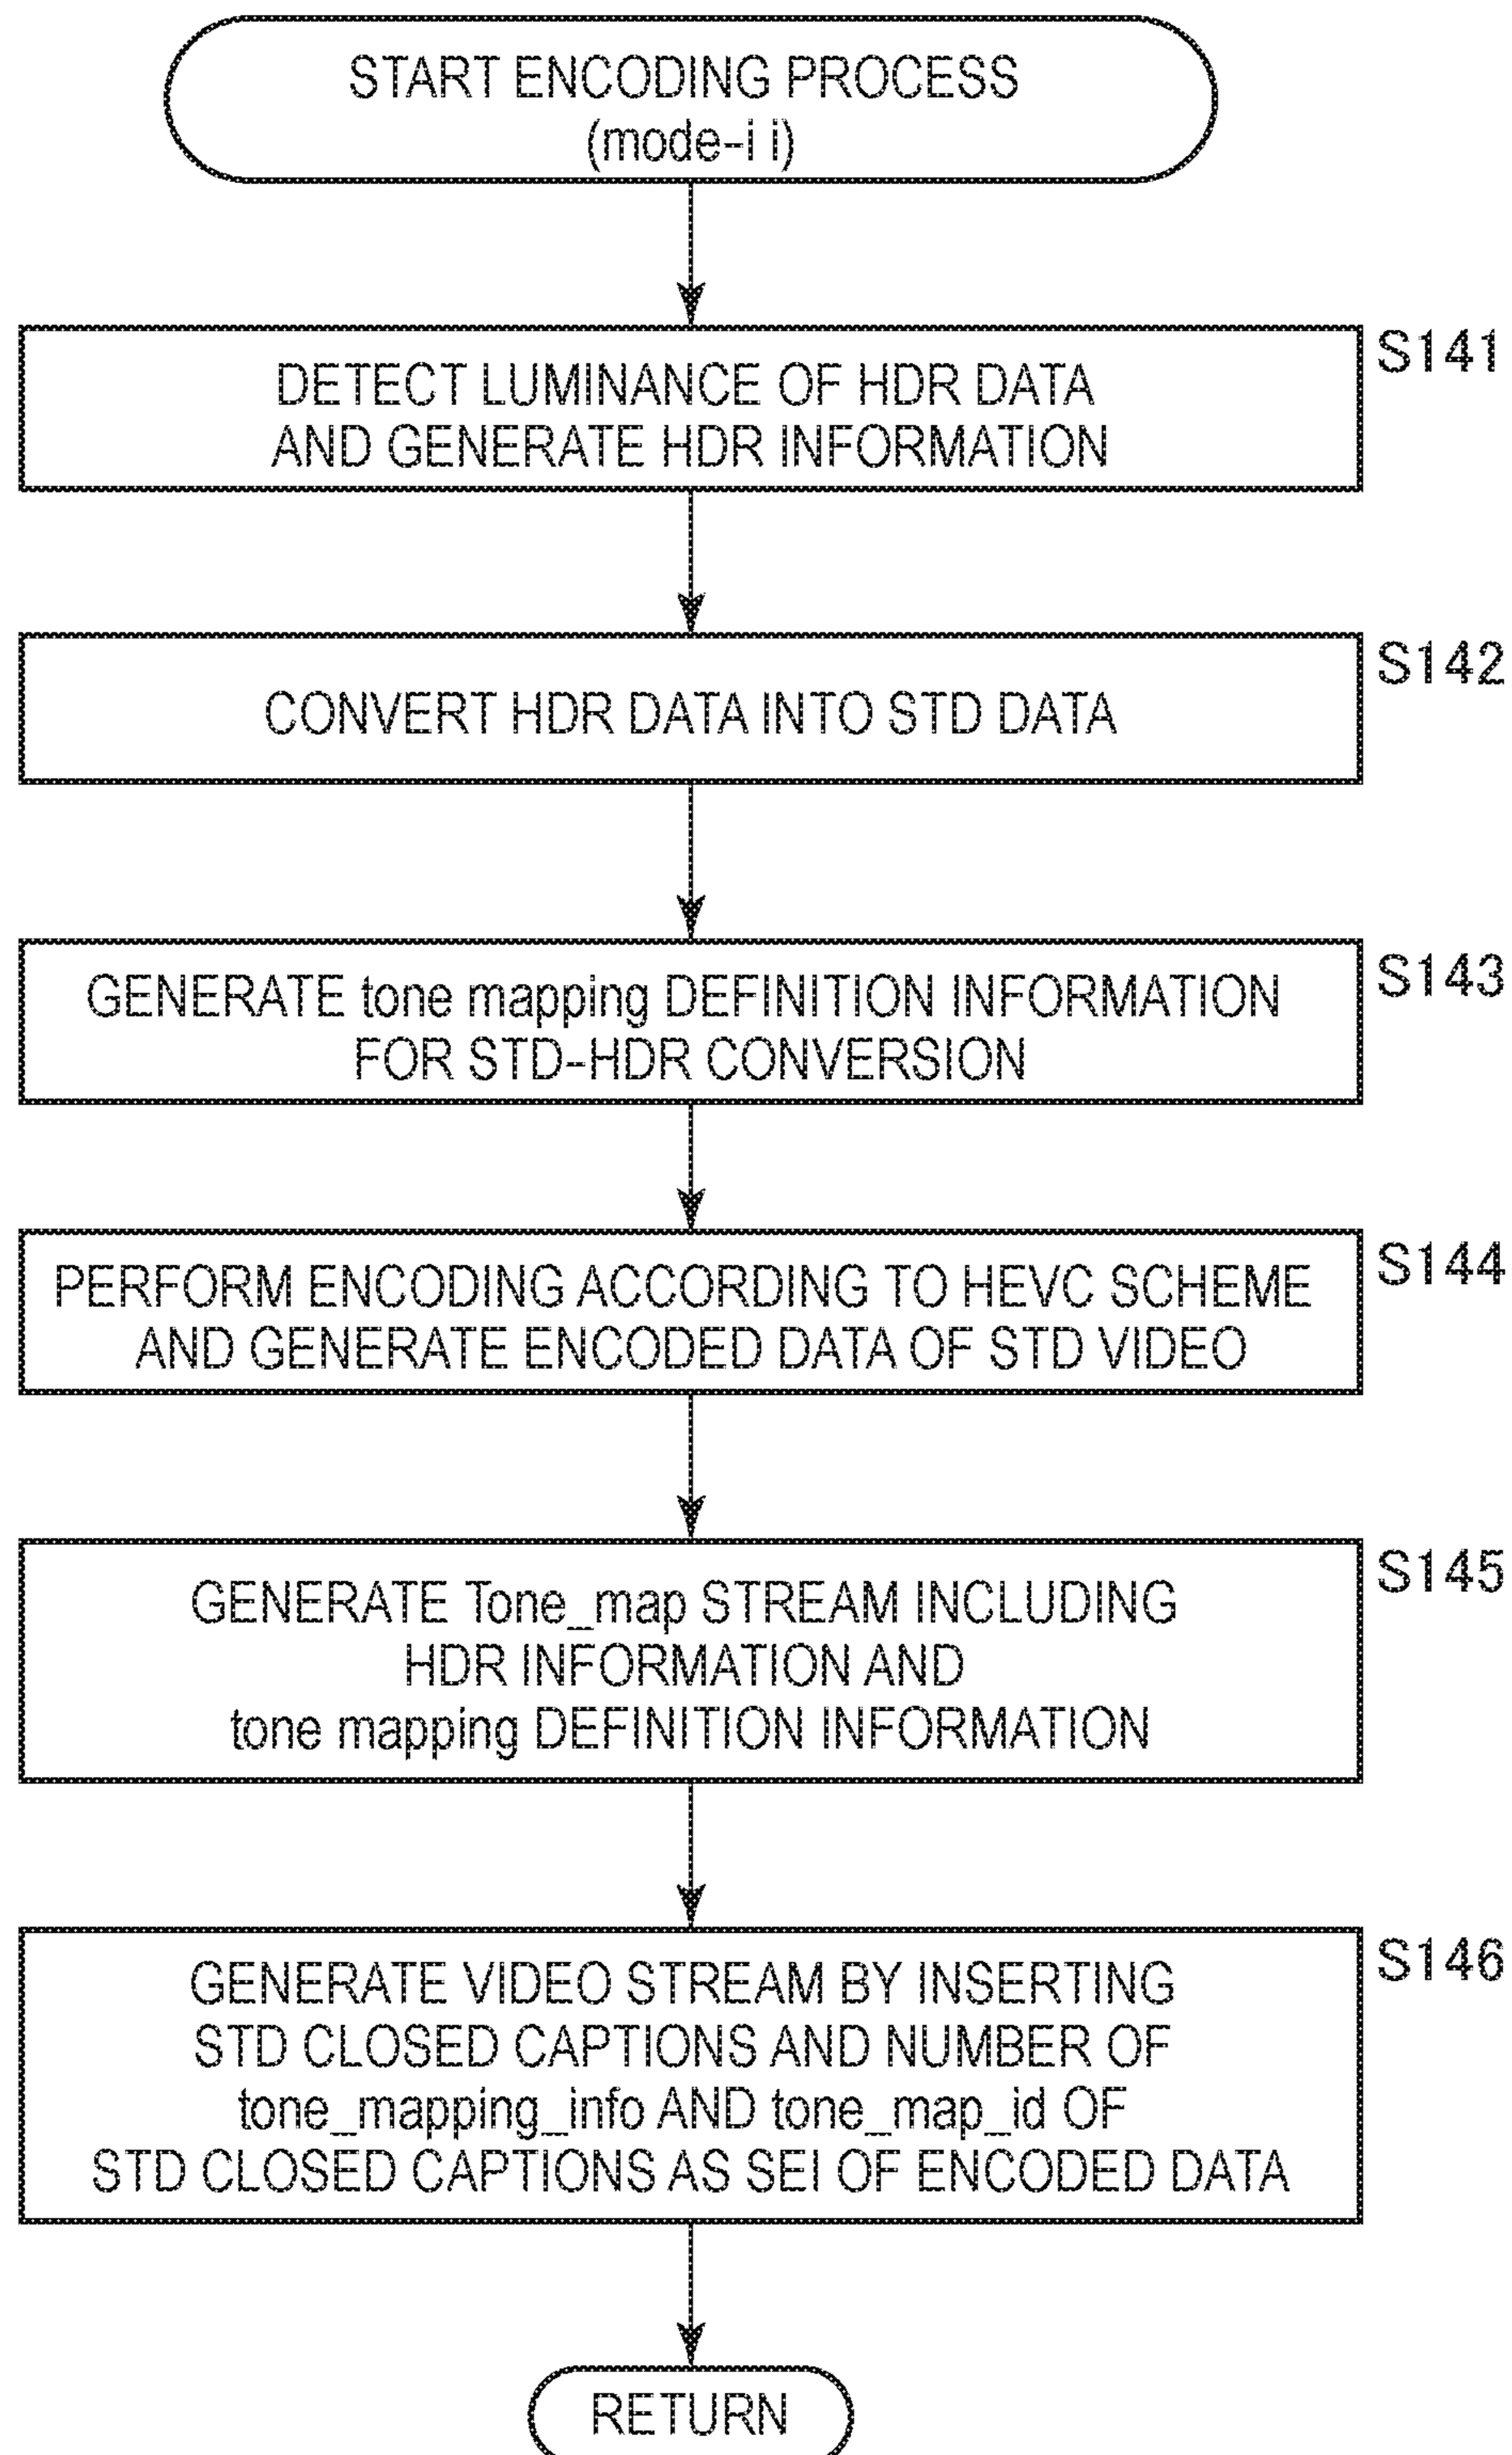 START ENCODING PROCESS
(mode-i i)
S141
DETECT LUMINANCE OF HDR DATA
AND GENERATE HDR INFORMATION
S142
CONVERT HDR DATA INTO STD DATA
S143
GENERATE tone mapping DEFINITION INFORMATION
FOR STD-HDR CONVERSION
S144
PERFORM ENCODING ACCORDING TO HEVC SCHEME
AND GENERATE ENCODED DATA OF STD VIDEO
S145
GENERATE Tone_map STREAM INCLUDING
HDR INFORMATION AND
tone mapping DEFINITION INFORMATION
S146
GENERATE VIDEO STREAM BY INSERTING
STD CLOSED CAPTIONS AND NUMBER OF
tone_mapping_info AND tone_map_id OF
STD CLOSED CAPTIONS AS SEI OF ENCODED DATA
RETURN